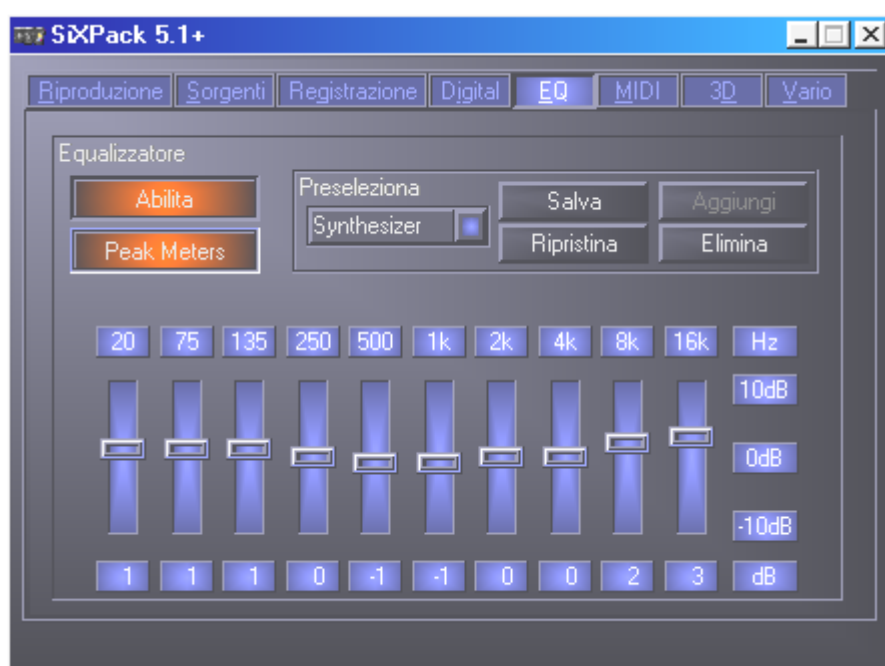 SiXPack 5.1+
Riproduzione Sorgenti Registrazione Digital EQ MIDI 3D Vario
Equalizzatore
Abilita
Peak Meters
Preseleziona
Synthesizer
Salva Aggiungi
Ripristina Elimina
20 75 135 250 500 1k 2k 4k 8k 16k Hz
10dB
0dB
-10dB
1 1 1 0 -1 -1 0 0 2 3 dB